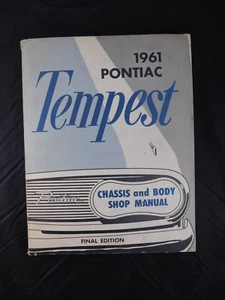 1961
PONTIAC
Tempest
Pontiac
CHASSIS and BODY
SHOP MANUAL
FINAL EDITION